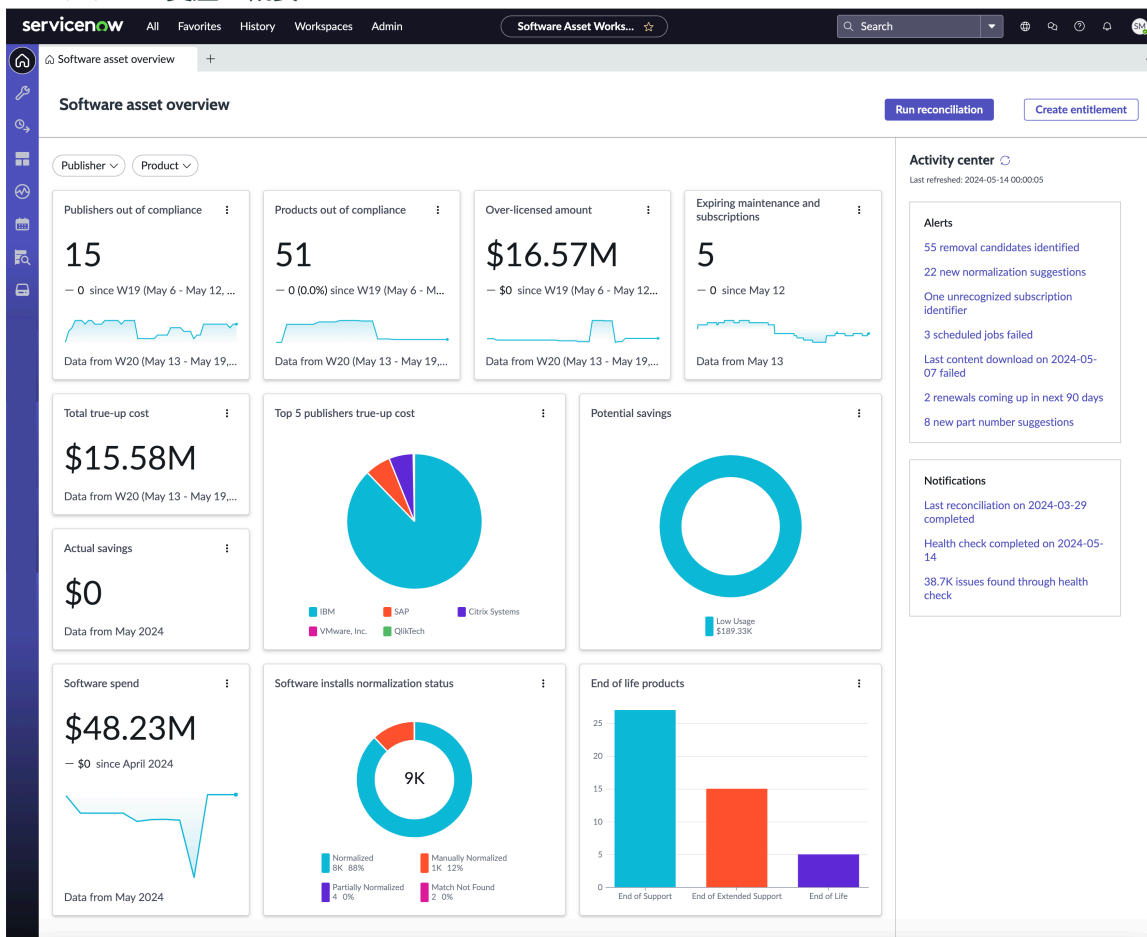 servicenow All Favorites History Workspaces Admin Software Asset Works... Search SM
Software asset overview
Software asset overview
Run reconciliation Create entitlement
Publisher Product
Publishers out of compliance
15
— 0 since W19 (May 6 - May 12, ...
Data from W20 (May 13 - May 19,...
Products out of compliance
51
— 0 (0.0%) since W19 (May 6 - M...
Data from W20 (May 13 - May 19,...
Over-licensed amount
$16.57M
— $0 since W19 (May 6 - May 12...
Data from W20 (May 13 - May 19,...
Expiring maintenance and
subscriptions
5
— 0 since May 12
Data from May 13
Total true-up cost
$15.58M
Data from W20 (May 13 - May 19,...
Actual savings
$0
Data from May 2024
Top 5 publishers true-up cost
IBM SAP Citrix Systems
VMware, Inc. QlikTech
Potential savings
Low Usage
$189.33K
Software spend
$48.23M
— $0 since April 2024
Data from May 2024
Software installs normalization status
9K
Normalized
8K 88%
Manually Normalized
1K 12%
Partially Normalized
4 0%
Match Not Found
2 0%
End of life products
25
20
15
10
5
0
End of Support End of Extended Support End of Life
Activity center
Last refreshed: 2024-05-14 00:00:05
Alerts
55 removal candidates identified
22 new normalization suggestions
One unrecognized subscription
identifier
3 scheduled jobs failed
Last content download on 2024-05-
07 failed
2 renewals coming up in next 90 days
8 new part number suggestions
Notifications
Last reconciliation on 2024-03-29
completed
Health check completed on 2024-05-
14
38.7K issues found through health
check